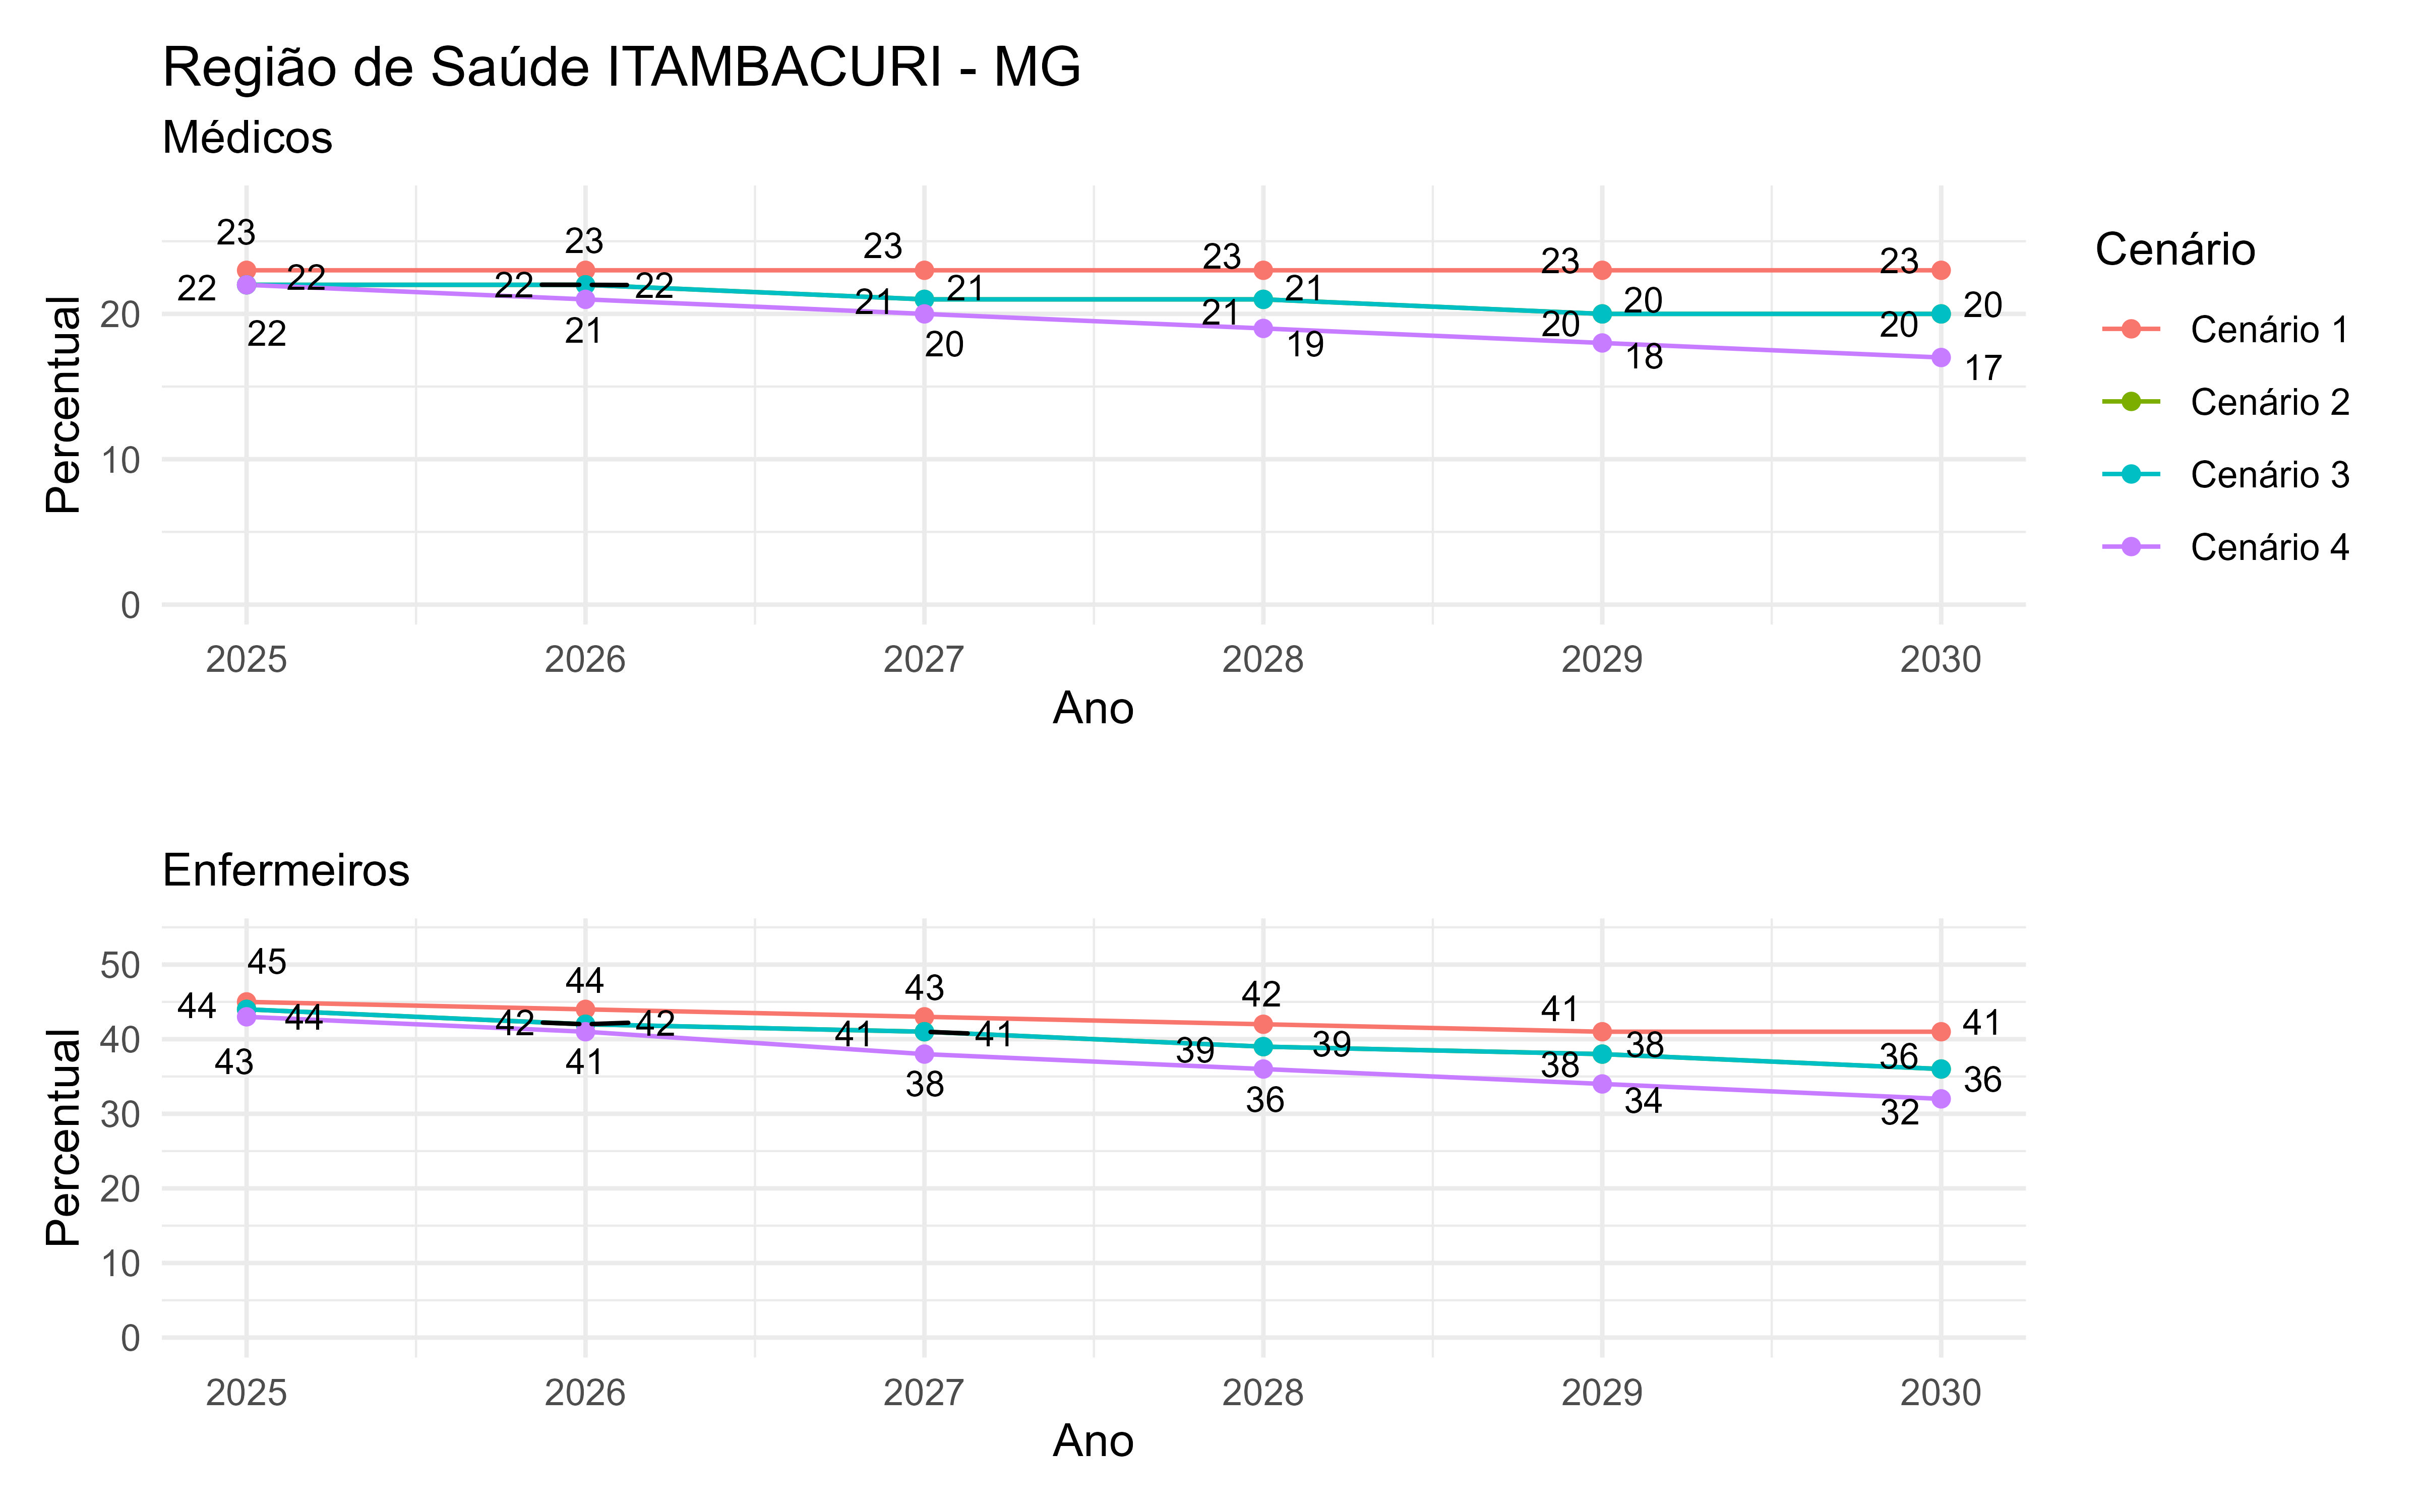 Região de Saúde ITAMBACURI - MG
Médicos
23 23 23 23 23 23
22 22 22 22 21 21 21 21 20 20 20 20
22 21 20 19 18 17
Percentual
20
10
0
2025 2026 2027 2028 2029 2030
Ano
Cenário
Cenário 1
Cenário 2
Cenário 3
Cenário 4
Enfermeiros
45 44 43 42 41 41
44 44 42 42 41 41 39 39 38 38 36 36
43 41 38 36 34 32
Percentual
50
40
30
20
10
0
2025 2026 2027 2028 2029 2030
Ano